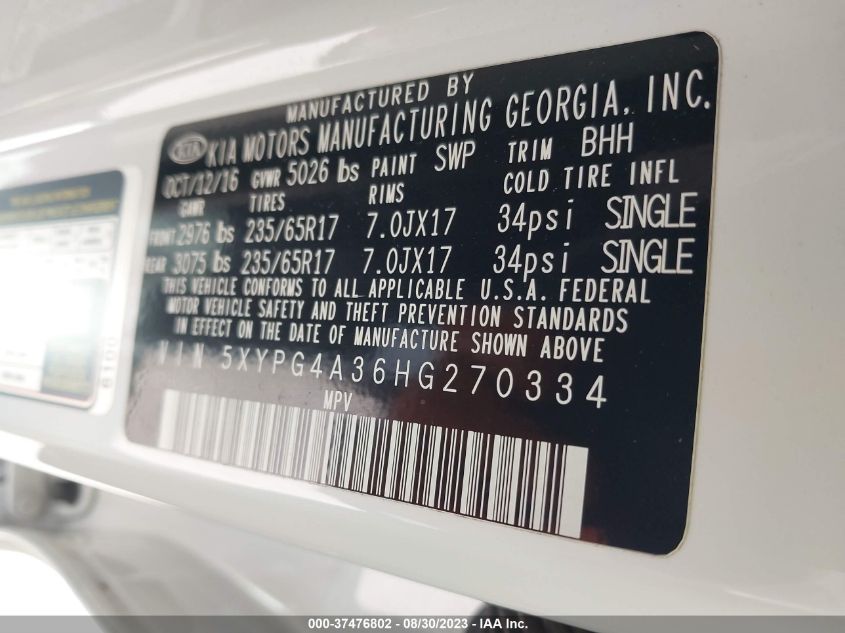 MANUFACTURED BY
KIA KIA MOTORS MANUFACTURING GEORGIA, INC.
OCT/12/16 GVWR 5026 lbs PAINT SWP TRIM BHH
GAWR TIRES RIMS COLD TIRE INFL
FRONT 2976 lbs 235/65R17 7.0JX17 34psi SINGLE
REAR 3075 lbs 235/65R17 7.0JX17 34psi SINGLE
THIS VEHICLE CONFORMS TO ALL APPLICABLE U.S.A. FEDERAL
MOTOR VEHICLE SAFETY AND THEFT PREVENTION STANDARDS
IN EFFECT ON THE DATE OF MANUFACTURE SHOWN ABOVE
VIN 5XYPG4A36HG270334
MPV
000-37476802 - 08/30/2023 - IAA Inc.